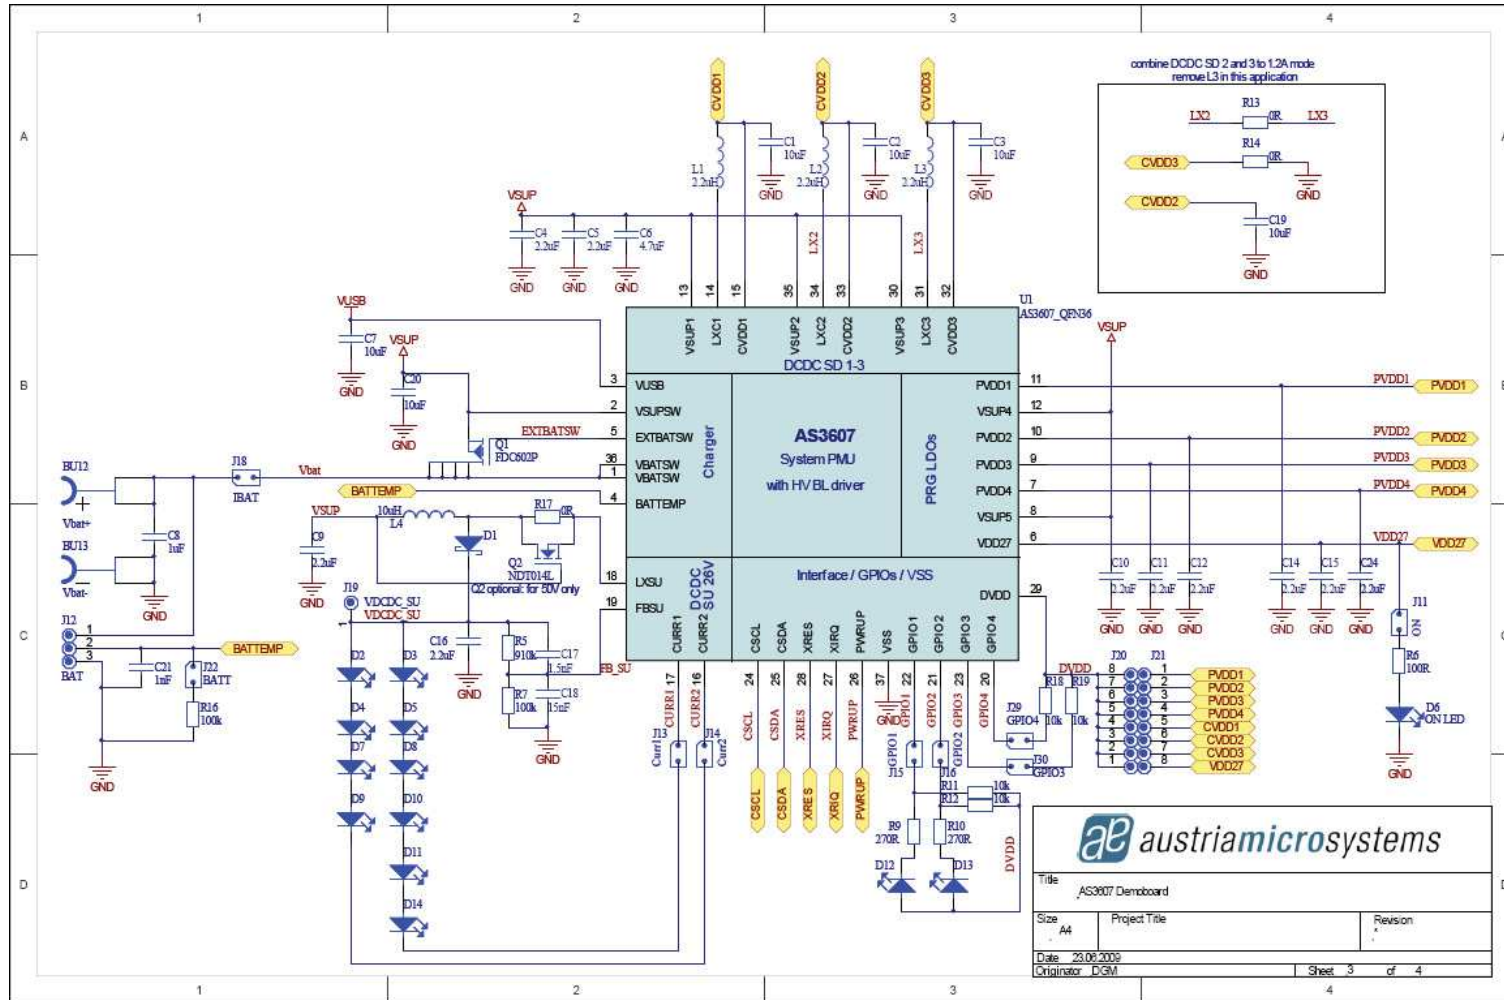 1
2
3
4
A
B
C
D
combine DCDC SD 2 and 3 to 1.2A mode
remove L3 in this application
R13
LX2
0R
LX3
R14
CVDD3
0R
GND
CVDD2
C19
10uF
GND
CVDD1
CVDD2
CVDD3
C1
10uF
GND
C2
10uF
GND
C3
10uF
GND
L1
2.2uH
L2
2.2uH
L3
2.2uH
VSUP
C4
2.2uF
C5
2.2uF
C6
4.7uF
GND
GND
GND
LX2
LX3
13
14
15
35
34
33
30
31
32
U1
AS3607_QFN36
VSUP1
LXC1
CVDD1
VSUP2
LXC2
CVDD2
VSUP3
LXC3
CVDD3
DCDC SD 1-3
VUSB
C7
10uF
GND
VSUP
C20
10uF
GND
3
VUSB
2
VSUPSW
EXTBATSW
5
EXTBATSW
36
VBATSW
1
VBATSW
4
BATTEMP
Charger
AS3607
System PMU
with HV BL driver
PRG LDOs
PVDD1
11
VSUP4
12
PVDD2
10
PVDD3
9
PVDD4
7
VSUP5
8
VDD27
6
VSUP
PVDD1
PVDD1
PVDD2
PVDD2
PVDD3
PVDD3
PVDD4
PVDD4
VDD27
VDD27
Q1
FDC602P
BU12
+
Vbat+
J18
IBAT
Vbat
BATTEMP
BU13
Vbat-
C8
1uF
GND
VSUP
10uH
L4
C9
2.2uF
GND
D1
R17
0R
Q2
NDT014L
Q2 optional: for 50V only
18
LXSU
19
FBSU
DCDC
SU 26V
CURR1
CURR2
Interface / GPIOs / VSS
DVDD
29
CSCL
CSDA
XRES
XIRQ
PWRUP
VSS
GPIO1
GPIO2
GPIO3
GPIO4
C10
2.2uF
GND
C11
2.2uF
GND
C12
2.2uF
GND
C14
2.2uF
GND
C15
2.2uF
GND
C24
2.2uF
GND
J11
ON
R6
100R
D6
ON LED
GND
J12
1
2
3
BAT
BATTEMP
C21
1nF
J22
BATT
R16
100k
GND
J19
1
VDCDC_SU
VDCDC_SU
D2
D3
D4
D5
D7
D8
D9
D10
D11
D14
C16
2.2uF
GND
R5
910k
C17
1.5nF
R7
100k
C18
15nF
GND
FB_SU
17
16
CURR1
CURR2
J13
Curr1
J14
Curr2
24
25
28
27
26
37
22
21
23
20
CSCL
CSDA
XRES
XIRQ
PWRUP
GND
GPIO1
GPIO2
GPIO3
GPIO4
CSCL
CSDA
XRES
XRIQ
PWRUP
GPIO1
J15
GPIO2
J16
J29
GPIO4
J30
GPIO3
R18
10k
R19
10k
R11
10k
R12
10k
R9
270R
R10
270R
D12
D13
DVDD
DVDD
J20
J21
8
1
PVDD1
7
2
PVDD2
6
3
PVDD3
5
4
PVDD4
4
5
CVDD1
3
6
CVDD2
2
7
CVDD3
1
8
VDD27
ae austriamicrosystems
Title
AS3607 Demoboard
Size
A4
Project Title
Revision
Date
23.06.2009
Originator
DGM
Sheet 3 of 4
1
2
3
4
A
B
C
D